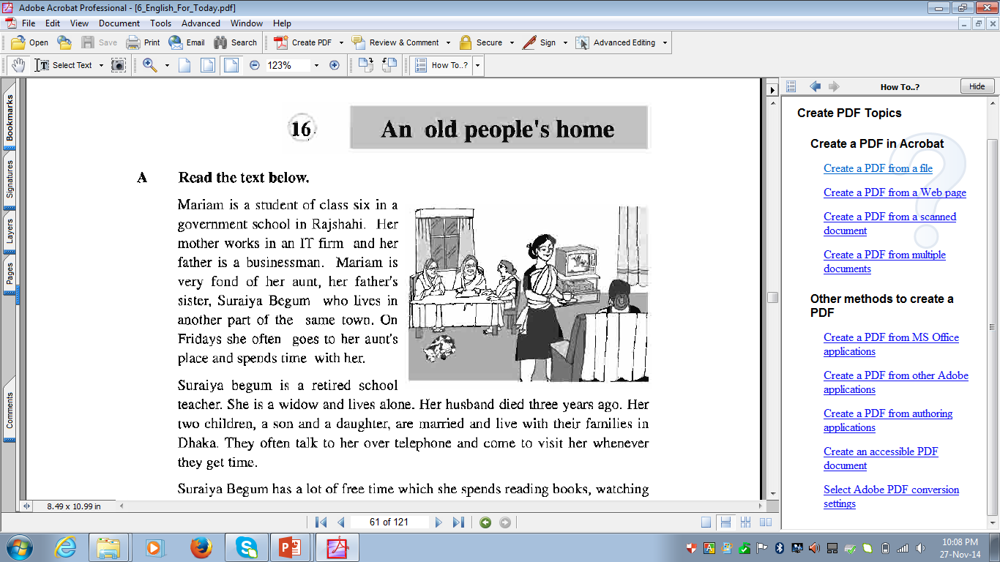 Adobe Acrobat Professional - [6_English_For_Today.pdf]
File Edit View Document Tools Advanced Window Help
Open Save Print Email Search Create PDF Review & Comment Secure Sign Advanced Editing
Select Text 123% How To..?
How To..? Hide
Bookmarks
Signatures
Layers
Pages
Comments
16 An old people's home
A Read the text below.
Mariam is a student of class six in a
government school in Rajshahi. Her
mother works in an IT firm and her
father is a businessman. Mariam is
very fond of her aunt, her father's
sister, Suraiya Begum who lives in
another part of the same town. On
Fridays she often goes to her aunt's
place and spends time with her.
Suraiya begum is a retired school
teacher. She is a widow and lives alone. Her husband died three years ago. Her
two children, a son and a daughter, are married and live with their families in
Dhaka. They often talk to her over telephone and come to visit her whenever
they get time.
Suraiya Begum has a lot of free time which she spends reading books, watching
Create PDF Topics
Create a PDF in Acrobat
Create a PDF from a file
Create a PDF from a Web page
Create a PDF from a scanned
document
Create a PDF from multiple
documents
Other methods to create a
PDF
Create a PDF from MS Office
applications
Create a PDF from other Adobe
applications
Create a PDF from authoring
applications
Create an accessible PDF
document
Select Adobe PDF conversion
settings
8.49 x 10.99 in
61 of 121
10:08 PM
27-Nov-14